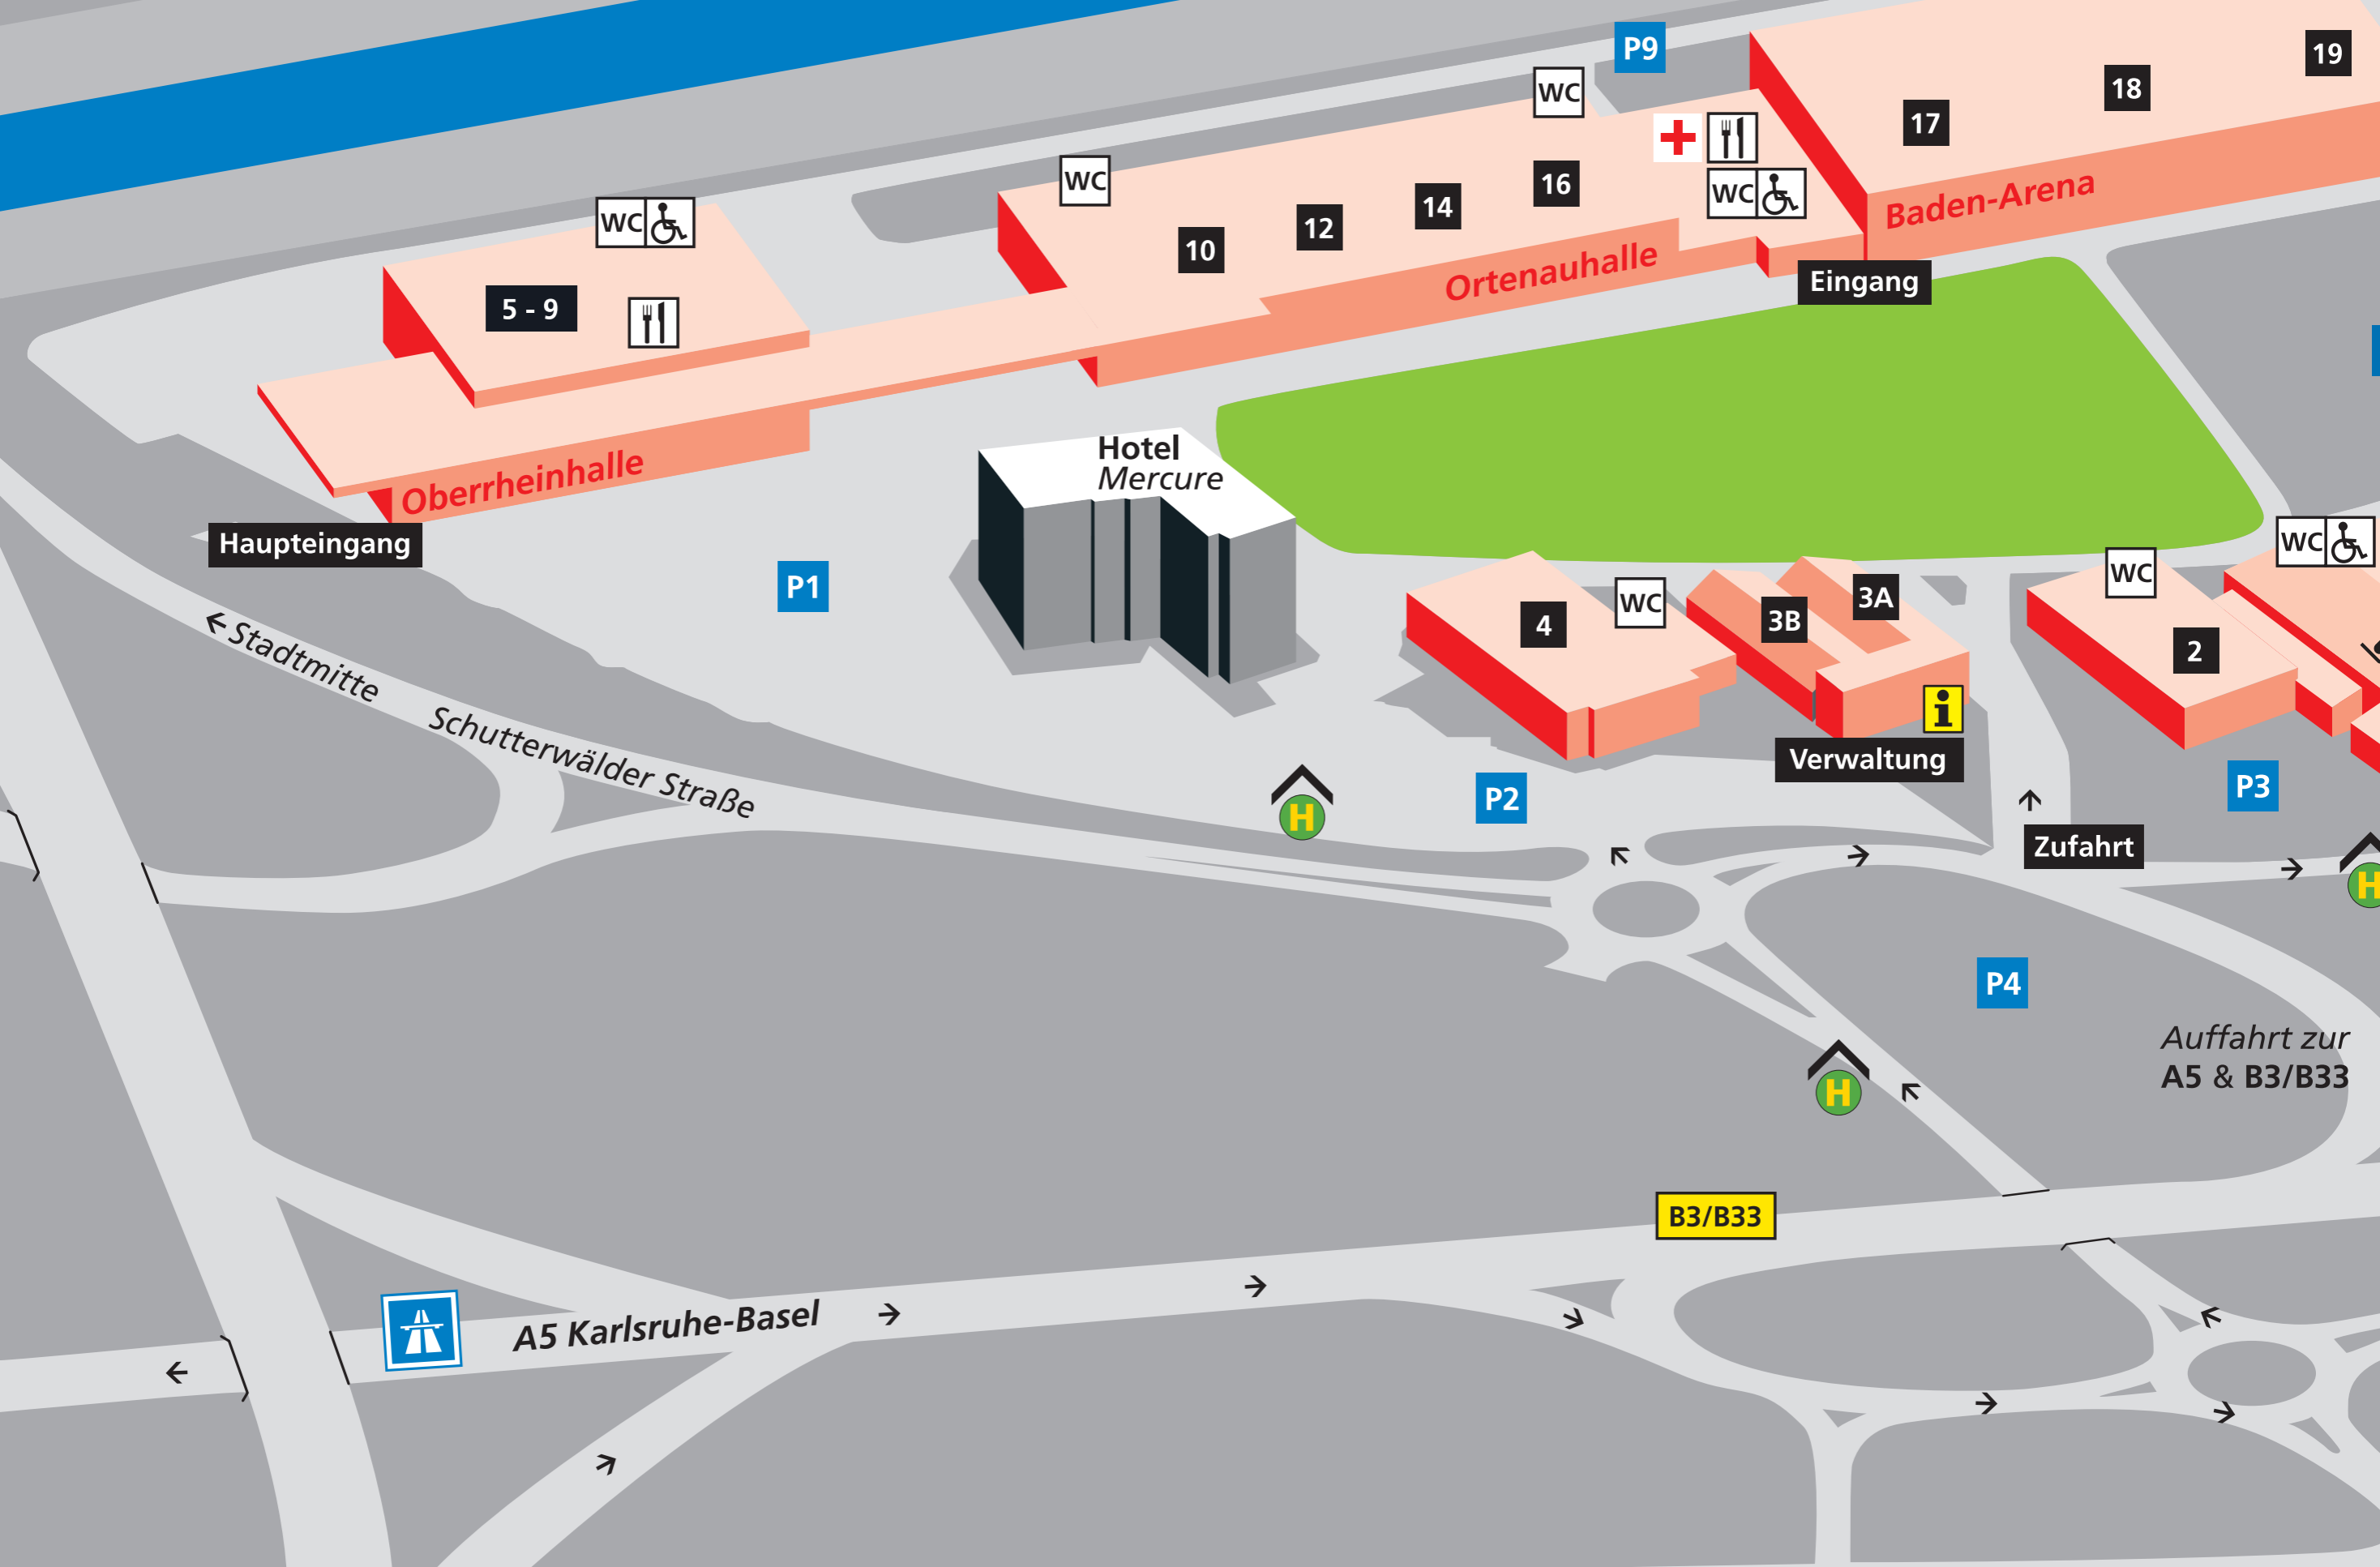 P9
19
18
17
WC
WC
16
WC
14
12
10
Baden-Arena
Ortenauhalle
Eingang
WC
5 - 9
Oberrheinhalle
Haupteingang
Hotel
Mercure
P1
4
WC
3B
3A
i
Verwaltung
WC
WC
2
P3
P2
H
Zufahrt
H
Stadtmitte
Schutterwälder Straße
P4
Auffahrt zur
A5 & B3/B33
H
B3/B33
A5 Karlsruhe-Basel